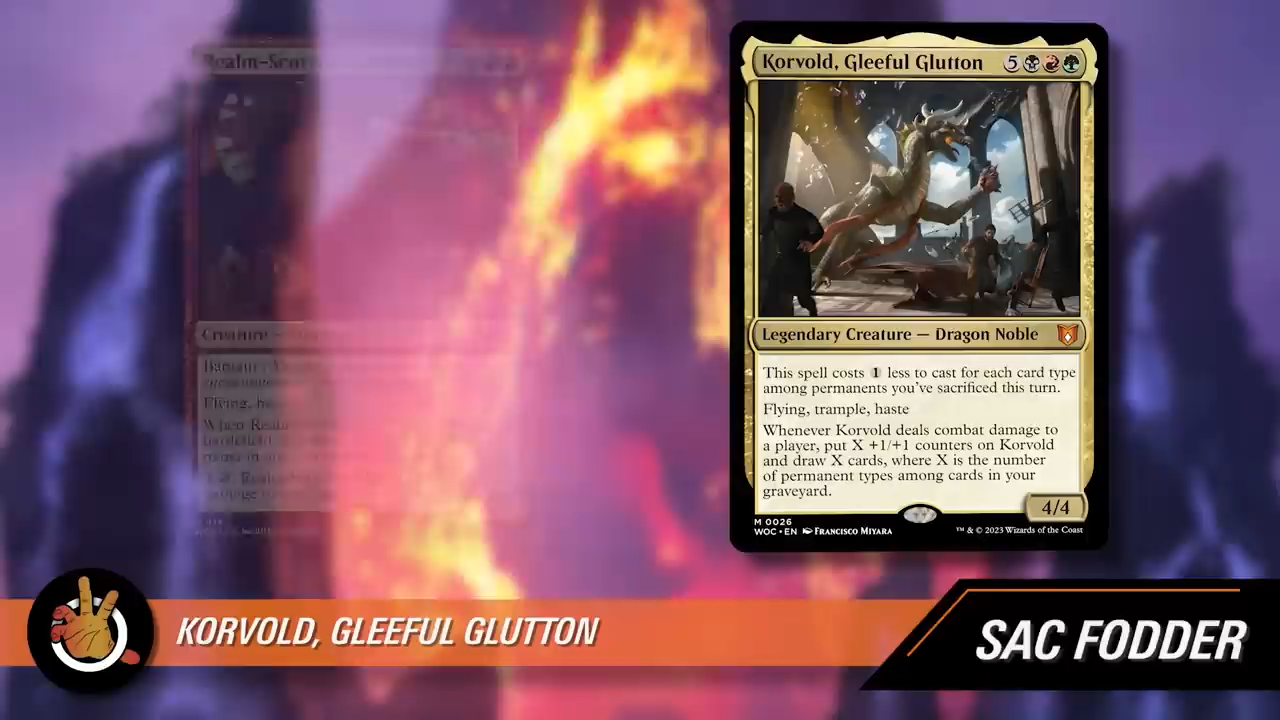 Korvold, Gleeful Glutton 5
Legendary Creature — Dragon Noble
This spell costs 1 less to cast for each card type
among permanents you've sacrificed this turn.
Flying, trample, haste
Whenever Korvold deals combat damage to
a player, put X +1/+1 counters on Korvold
and draw X cards, where X is the number
of permanent types among cards in your
graveyard.
4/4
M 0026
WOC • EN Francisco Miyara
™ & © 2023 Wizards of the Coast
Creature
Flying,
When
KORVOLD, GLEEFUL GLUTTON
SAC FODDER